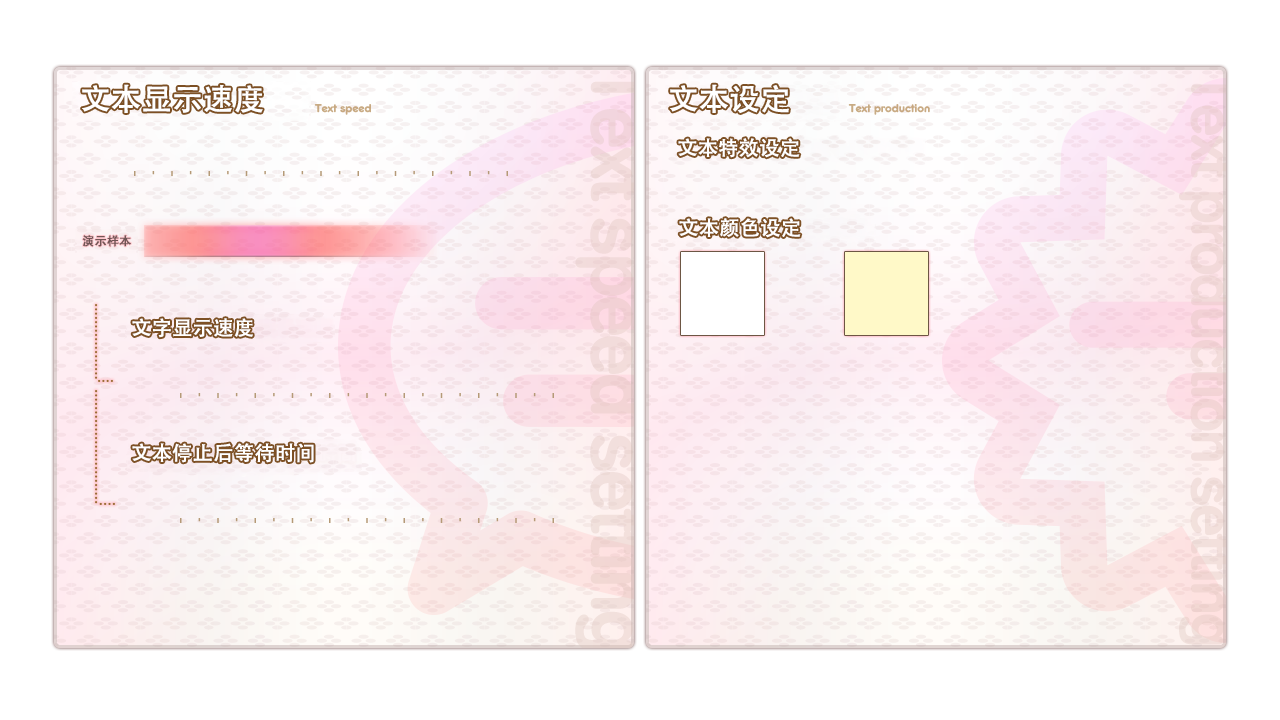 文本显示速度
Text speed
演示样本
文字显示速度
文本停止后等待时间
Text speed setting
文本设定
Text production
文本特效设定
文本颜色设定
Text production setting